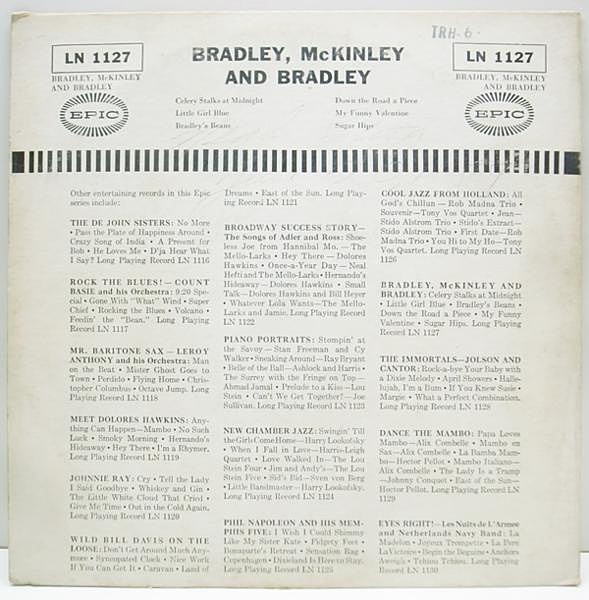 TRH-6-
LN 1127
BRADLEY, McKINLEY
AND BRADLEY
EPIC
BRADLEY, McKINLEY
AND BRADLEY
LN 1127
BRADLEY, McKINLEY
AND BRADLEY
EPIC
Celery Stalks at Midnight
Little Girl Blue
Bradley's Beans
Down the Road a Piece
My Funny Valentine
Sugar Hips
Other entertaining records in this Epic
series include:
THE DE JOHN SISTERS: No More
• Pass the Plate of Happiness Around •
Crazy Song of India • A Present for
Bob • He Loves Me • D'ja Hear What
I Say? Long Playing Record LN 1116
ROCK THE BLUES!—COUNT
BASIE and his Orchestra: 9:20 Spe-
cial • Gone With "What" Wind • Super
Chief • Rocking the Blues • Volcano •
Feedin' the "Bean." Long Playing
Record LN 1117
MR. BARITONE SAX — LEROY
ANTHONY and his Orchestra: Man
on the Beat • Mister Ghost Goes to
Town • Perdido • Flying Home • Chris-
topher Columbus • Octave Jump. Long
Playing Record LN 1118
MEET DOLORES HAWKINS: Any-
thing Can Happen—Mambo • No Such
Luck • Smoky Morning • Hernando's
Hideaway • Hey There • I'm a Rhymer.
Long Playing Record LN 1119
JOHNNIE RAY: Cry • Tell the Lady
I Said Goodbye • Whiskey and Gin •
The Little White Cloud That Cried •
Give Me Time • Out in the Cold Again.
Long Playing Record LN 1120
WILD BILL DAVIS ON THE
LOOSE: Don't Get Around Much Any-
more • Syncopated Clock • Nice Work
If You Can Get It • Caravan • Land of
Dreams • East of the Sun. Long Play-
ing Record LN 1121
BROADWAY SUCCESS STORY—
The Songs of Adler and Ross: Shoe-
less Joe from Hannibal Mo. — The
Mello-Larks • Hey There — Dolores
Hawkins • Once-a-Year Day — Neal
Hefti and The Mello-Larks • Hernando's
Hideaway — Dolores Hawkins • Small
Talk—Dolores Hawkins and Bill Heyer
• Whatever Lola Wants—The Mello-
Larks and Jamie. Long Playing Record
LN 1122
PIANO PORTRAITS: Stompin' at
the Savoy — Stan Freeman and Cy
Walker • Sneaking Around—Ray Bryant
• Belle of the Ball—Ashlock and Harris •
The Surrey with the Fringe on Top—
Ahmad Jamal • Prelude to a Kiss—Lou
Stein • Can't We Get Together?—Joe
Sullivan. Long Playing Record LN 1123
NEW CHAMBER JAZZ: Swingin' Till
the Girls Come Home—Harry Lookofsky
• When I Fall in Love—Harris-Leigh
Quartet • Love Walked In—The Lou
Stein Four • Jim and Andy's—The Lou
Stein Five • Sid's Bid—Sven von Berg
• Little Bandmaster—Harry Lookofsky.
Long Playing Record LN 1124
PHIL NAPOLEON AND HIS MEM-
PHIS FIVE: I Wish I Could Shimmy
Like My Sister Kate • Fidgety Feet •
Bonaparte's Retreat • Sensation Rag •
Copenhagen • Dixieland Is Here to Stay.
Long Playing Record LN 1125
COOL JAZZ FROM HOLLAND: All
God's Chillun — Rob Madna Trio •
Souvenir—Tony Vos Quartet • Jean—
Stido Alstrom Trio • Stido's Extract—
Stido Alstrom Trio • First Date—Rob
Madna Trio • You Hi to My Ho—Tony
Vos Quartet. Long Playing Record LN
1126
BRADLEY, McKINLEY AND
BRADLEY: Celery Stalks at Midnight
• Little Girl Blue • Bradley's Beans •
Down the Road a Piece • My Funny
Valentine • Sugar Hips. Long Playing
Record LN 1127
THE IMMORTALS—JOLSON AND
CANTOR: Rock-a-bye Your Baby with
a Dixie Melody • April Showers • Halle-
lujah, I'm a Bum • If You Knew Susie •
Margie • What a Perfect Combination.
Long Playing Record LN 1128
DANCE THE MAMBO: Papa Loves
Mambo—Alix Combelle • Mambo en
Sax—Alix Combelle • La Bamba Mam-
bo—Hector Pellot • Mambo Italiano—
Alix Combelle • The Lady Is a Tramp
—Johnny Conquet • East of the Sun—
Hector Pellot. Long Playing Record LN
1129
EYES RIGHT!—Les Nuits de L'Armee
and Netherlands Navy Band: La
Madelon • Joyeux Trompette • Le Pere
La Victoire • Begin the Beguine • Anchors
Aweigh • Tchiou Tchiou. Long Playing
Record LN 1130